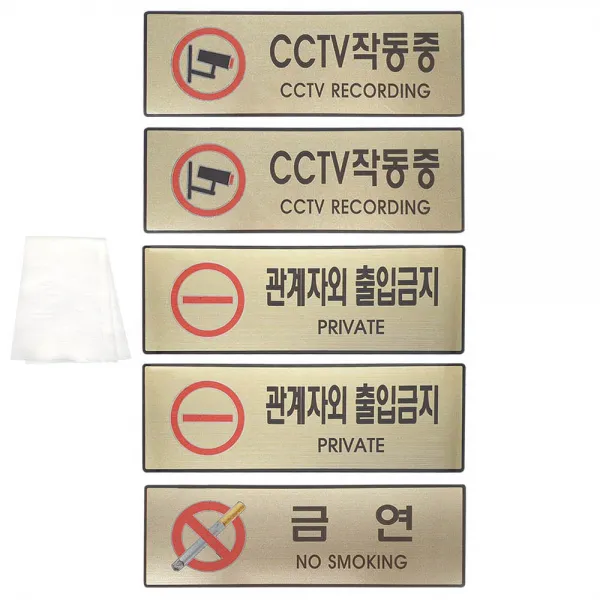 CCTV작동중
CCTV RECORDING
CCTV작동중
CCTV RECORDING
관계자외 출입금지
PRIVATE
관계자외 출입금지
PRIVATE
금 연
NO SMOKING